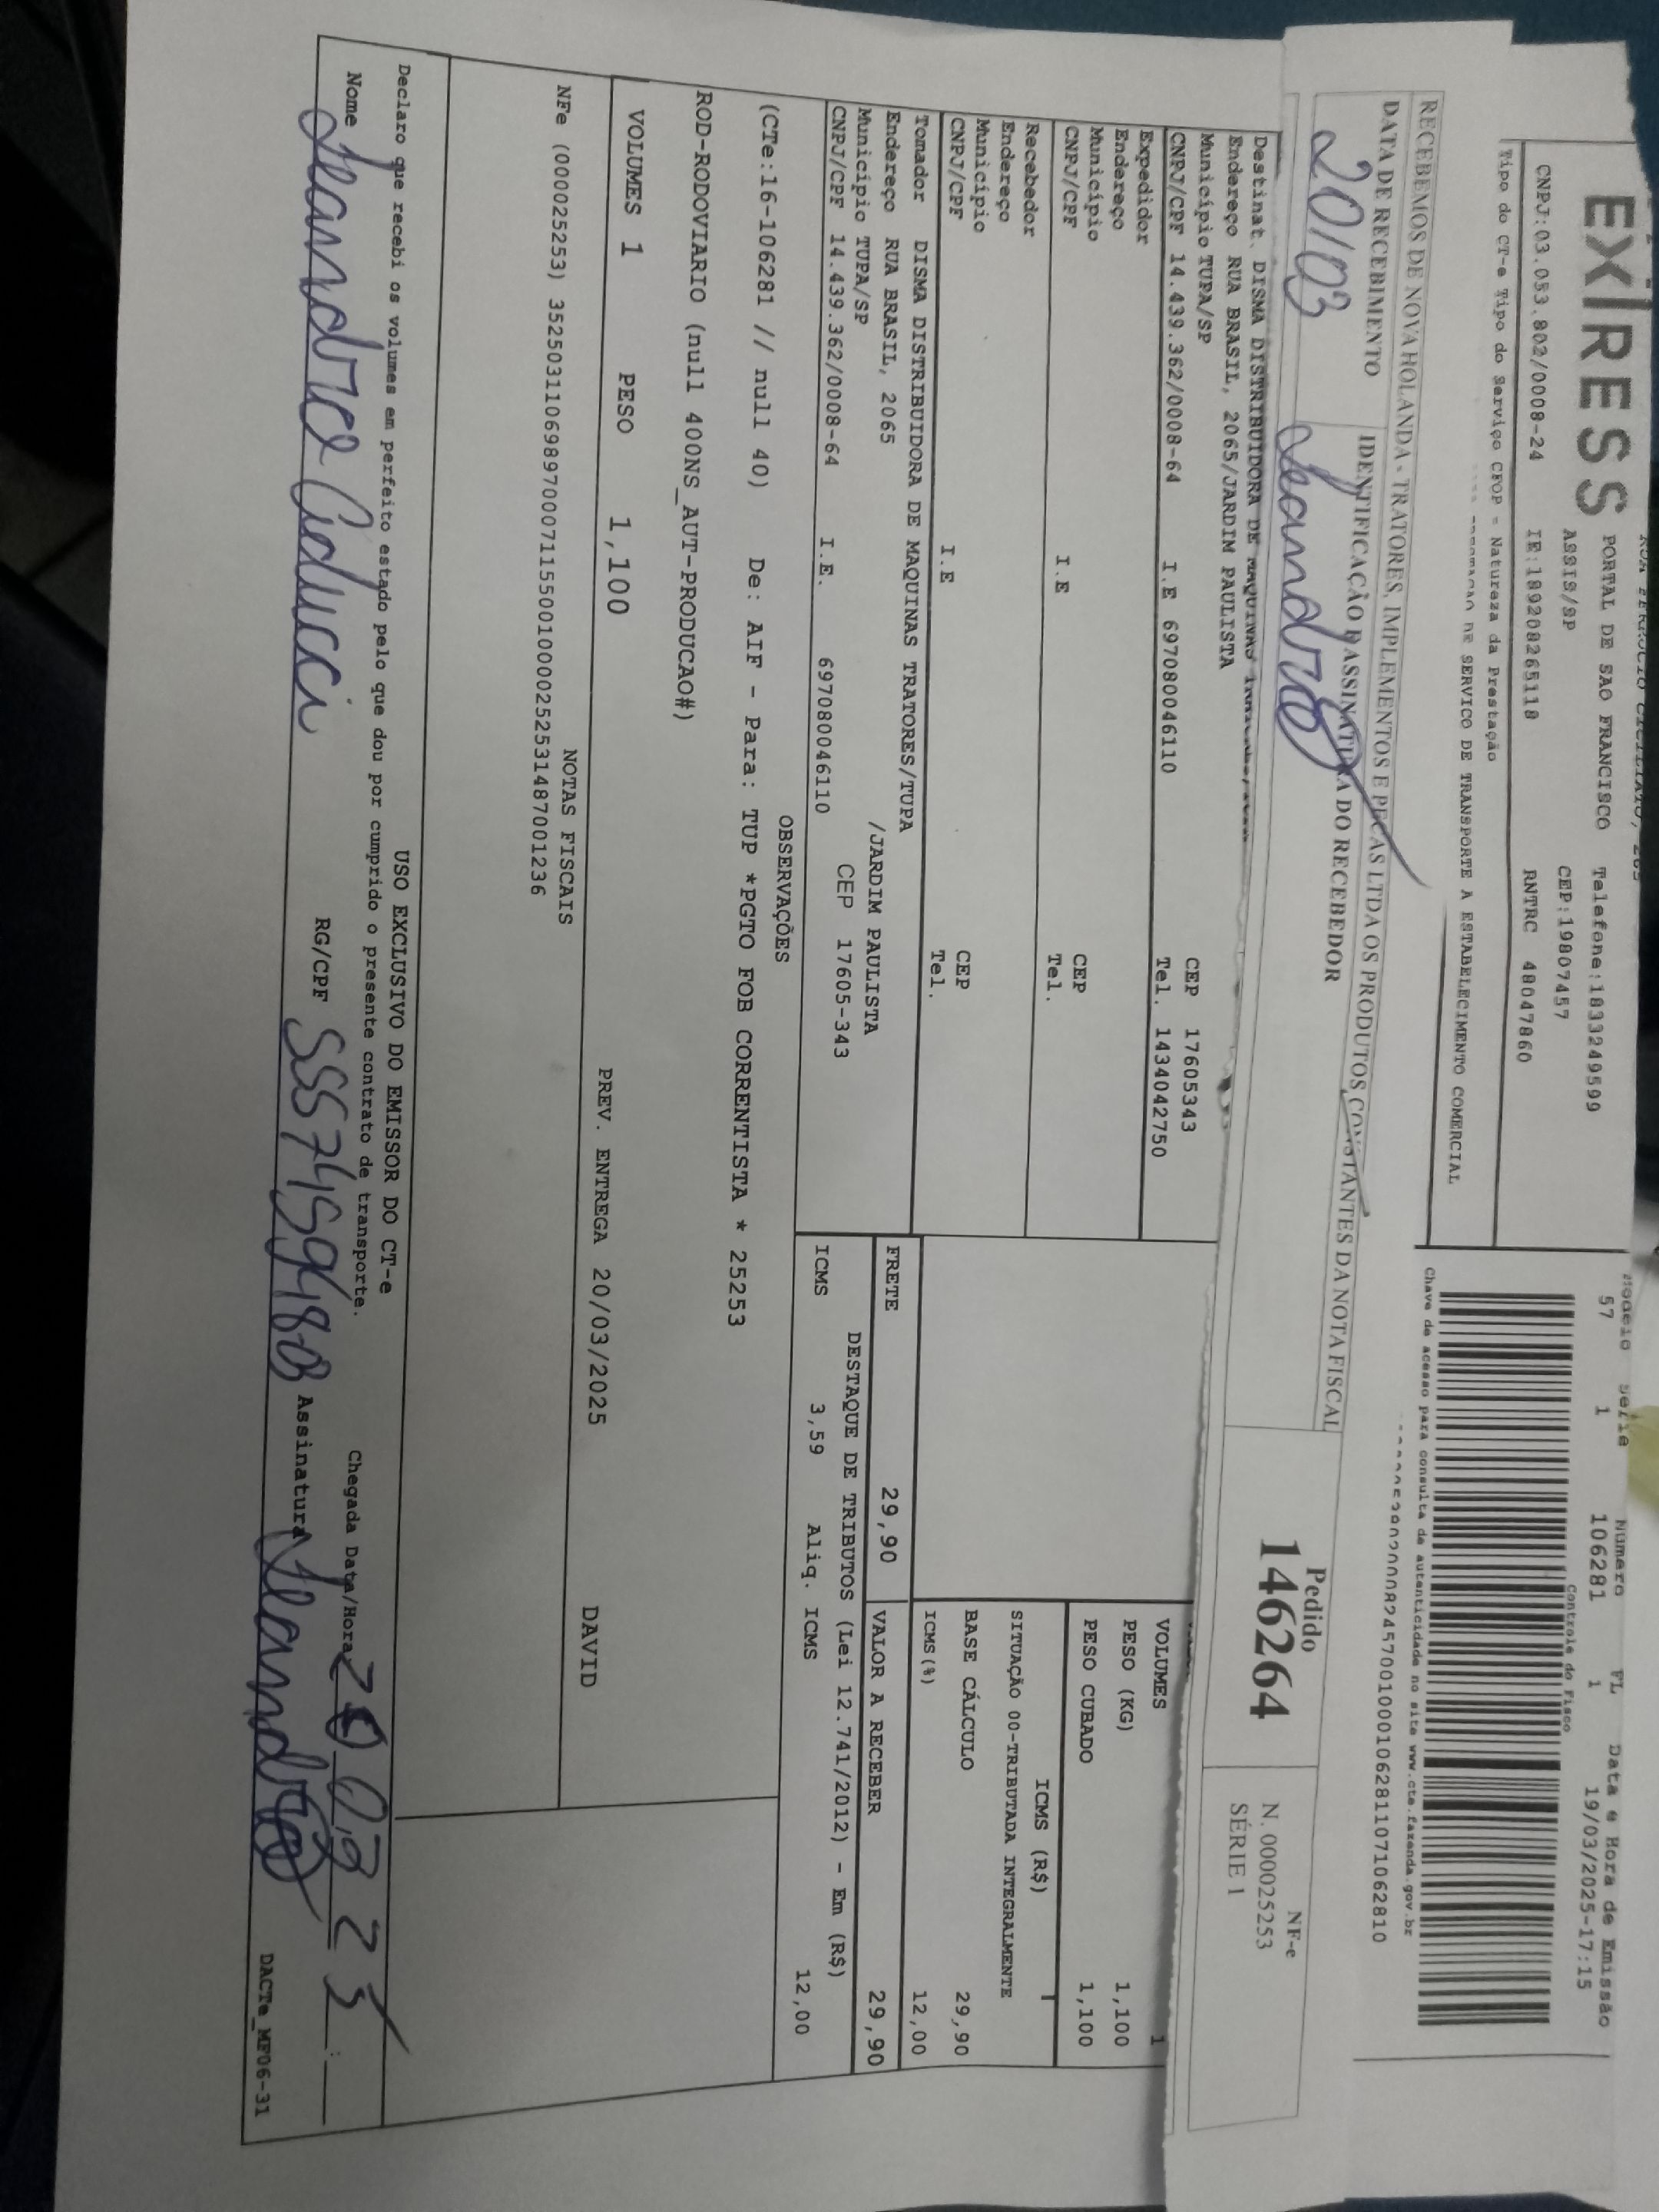 EXPRESS
PORTAL DE SAO FRANCISCO Telefone:1833249599
ASSIS/SP CEP:19807457
CNPJ:03.053.802/0008-24 IE:189208265118 RNTRC 48047860
Tipo do CT-e Tipo do Serviço CFOP - Natureza da Prestação
DE SERVICO DE TRANSPORTE A ESTABELECIMENTO COMERCIAL
Modelo Serie Número FL Data e Hora de Emissão
57 1 106281 1 19/03/2025-17:15
Controle do Fisco
Chave de acesso para consulta de autenticidade no site www.cte.fazenda.gov.br
RECEBEMOS DE NOVA HOLANDA - TRATORES, IMPLEMENTOS E PECAS LTDA OS PRODUTOS CONSTANTES DA NOTA FISCAL
DATA DE RECEBIMENTO IDENTIFICAÇÃO E ASSINATURA DO RECEBEDOR
20/03 Leandro
Pedido
146264
NF-e
N. 000025253
SÉRIE 1
Destinat. DISMA DISTRIBUIDORA DE MAQUINAS
Endereço RUA BRASIL, 2065/JARDIM PAULISTA
Município TUPA/SP CEP 17605343
CNPJ/CPF 14.439.362/0008-64 I.E 697080046110 Tel. 1434042750
Expedidor
Endereço
Município CEP
CNPJ/CPF I.E Tel.
Recebedor
Endereço
Município CEP
CNPJ/CPF I.E Tel.
VOLUMES 1
PESO (KG) 1,100
PESO CUBADO 1,100
ICMS (R$)
SITUAÇÃO 00-TRIBUTADA INTEGRALMENTE
BASE CÁLCULO 29,90
ICMS(%) 12,00
Tomador DISMA DISTRIBUIDORA DE MAQUINAS TRATORES/TUPA
Endereço RUA BRASIL, 2065 /JARDIM PAULISTA
Município TUPA/SP CEP 17605-343
CNPJ/CPF 14.439.362/0008-64 I.E. 697080046110
FRETE 29,90 VALOR A RECEBER 29,90
DESTAQUE DE TRIBUTOS (Lei 12.741/2012) - Em (R$)
ICMS 3,59 Aliq. ICMS 12,00
OBSERVAÇÕES
(CTe:16-106281 // null 40) De: AIF - Para: TUP *PGTO FOB CORRENTISTA * 25253
ROD-RODOVIARIO (null 400NS_AUT-PRODUCAO#)
VOLUMES 1 PESO 1,100 PREV. ENTREGA 20/03/2025 DAVID
NOTAS FISCAIS
NFe (000025253) 35250311069897000711550010000252531487001236
USO EXCLUSIVO DO EMISSOR DO CT-e
Declaro que recebi os volumes em perfeito estado pelo que dou por cumprido o presente contrato de transporte.
Chegada Data/Hora 20 03 25
Nome Leandro RG/CPF Assinatura Leandro
DACTe_MF06-31